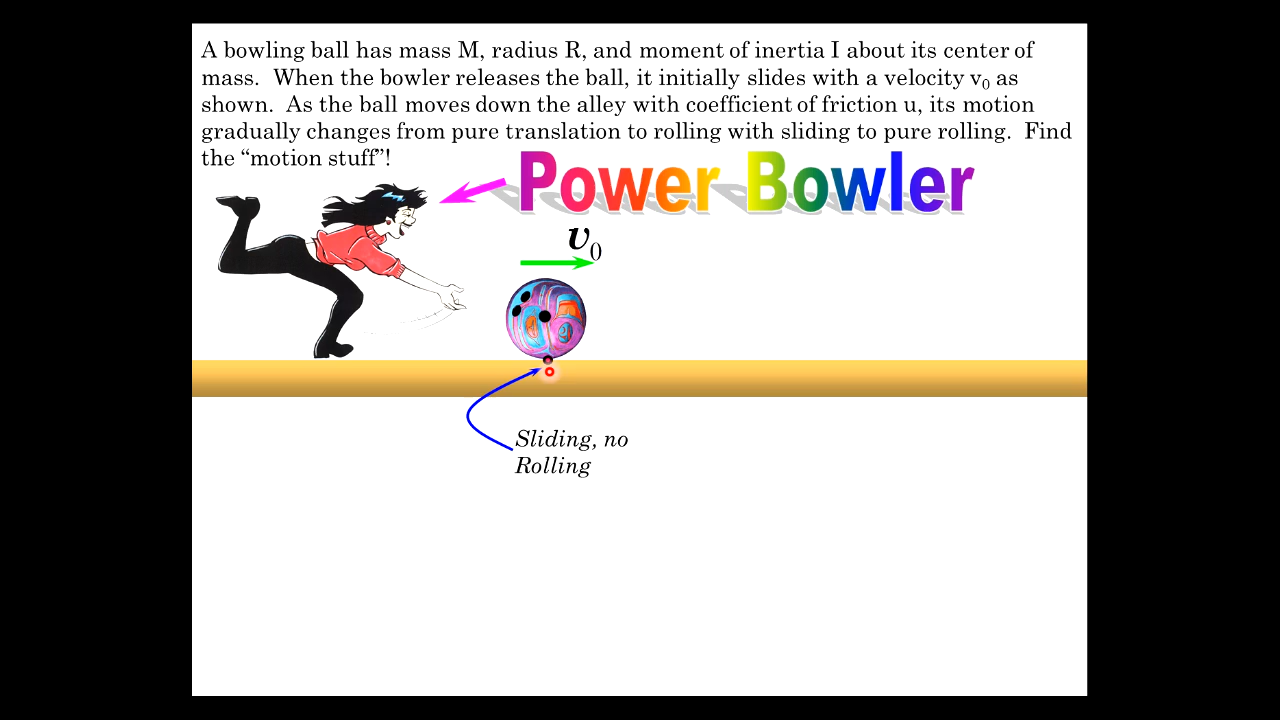 A bowling ball has mass M, radius R, and moment of inertia I about its center of
mass.  When the bowler releases the ball, it initially slides with a velocity v₀ as
shown.  As the ball moves down the alley with coefficient of friction u, its motion
gradually changes from pure translation to rolling with sliding to pure rolling.  Find
the “motion stuff”!
Power Bowler
v₀
Sliding, no
Rolling